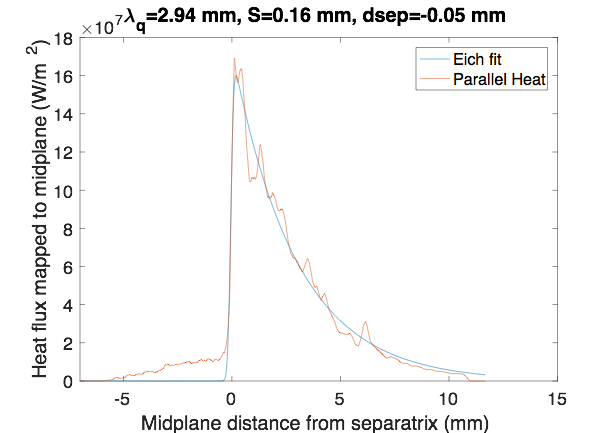 ×10⁷ λq=2.94 mm, S=0.16 mm, dsep=-0.05 mm
Eich fit
Parallel Heat
Heat flux mapped to midplane (W/m²)
18
16
14
12
10
8
6
4
2
0
-5 0 5 10 15
Midplane distance from separatrix (mm)